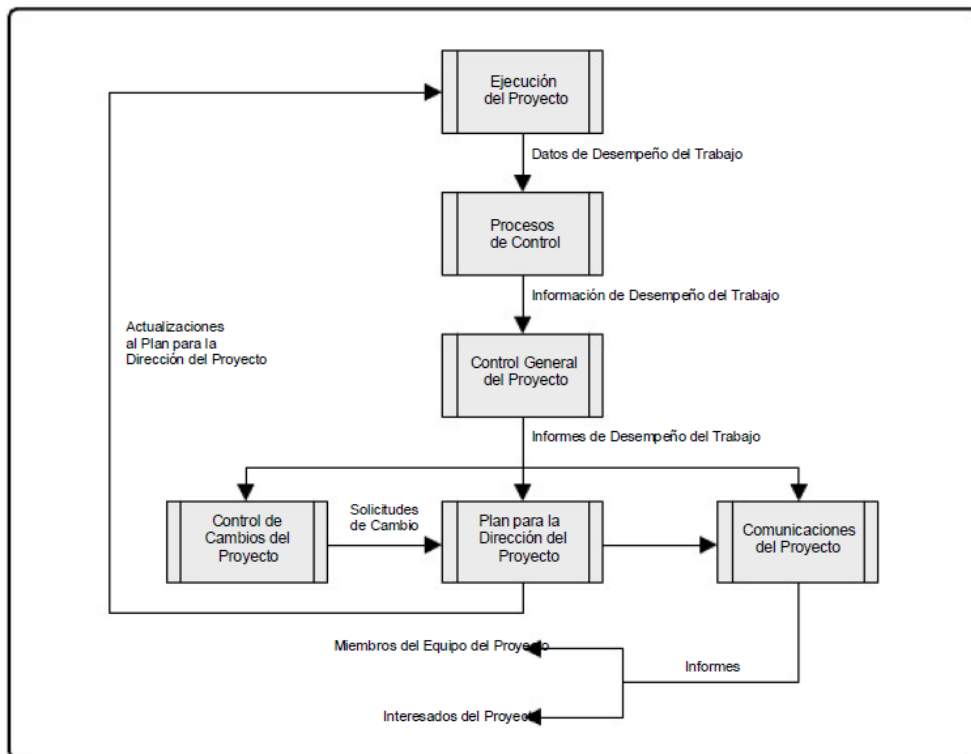 Ejecución
del Proyecto
Datos de Desempeño del Trabajo
Procesos
de Control
Información de Desempeño del Trabajo
Actualizaciones
al Plan para la
Dirección del Proyecto
Control General
del Proyecto
Informes de Desempeño del Trabajo
Control de
Cambios del
Proyecto
Solicitudes
de Cambio
Plan para la
Dirección del
Proyecto
Comunicaciones
del Proyecto
Miembros del Equipo del Proyecto
Informes
Interesados del Proyecto